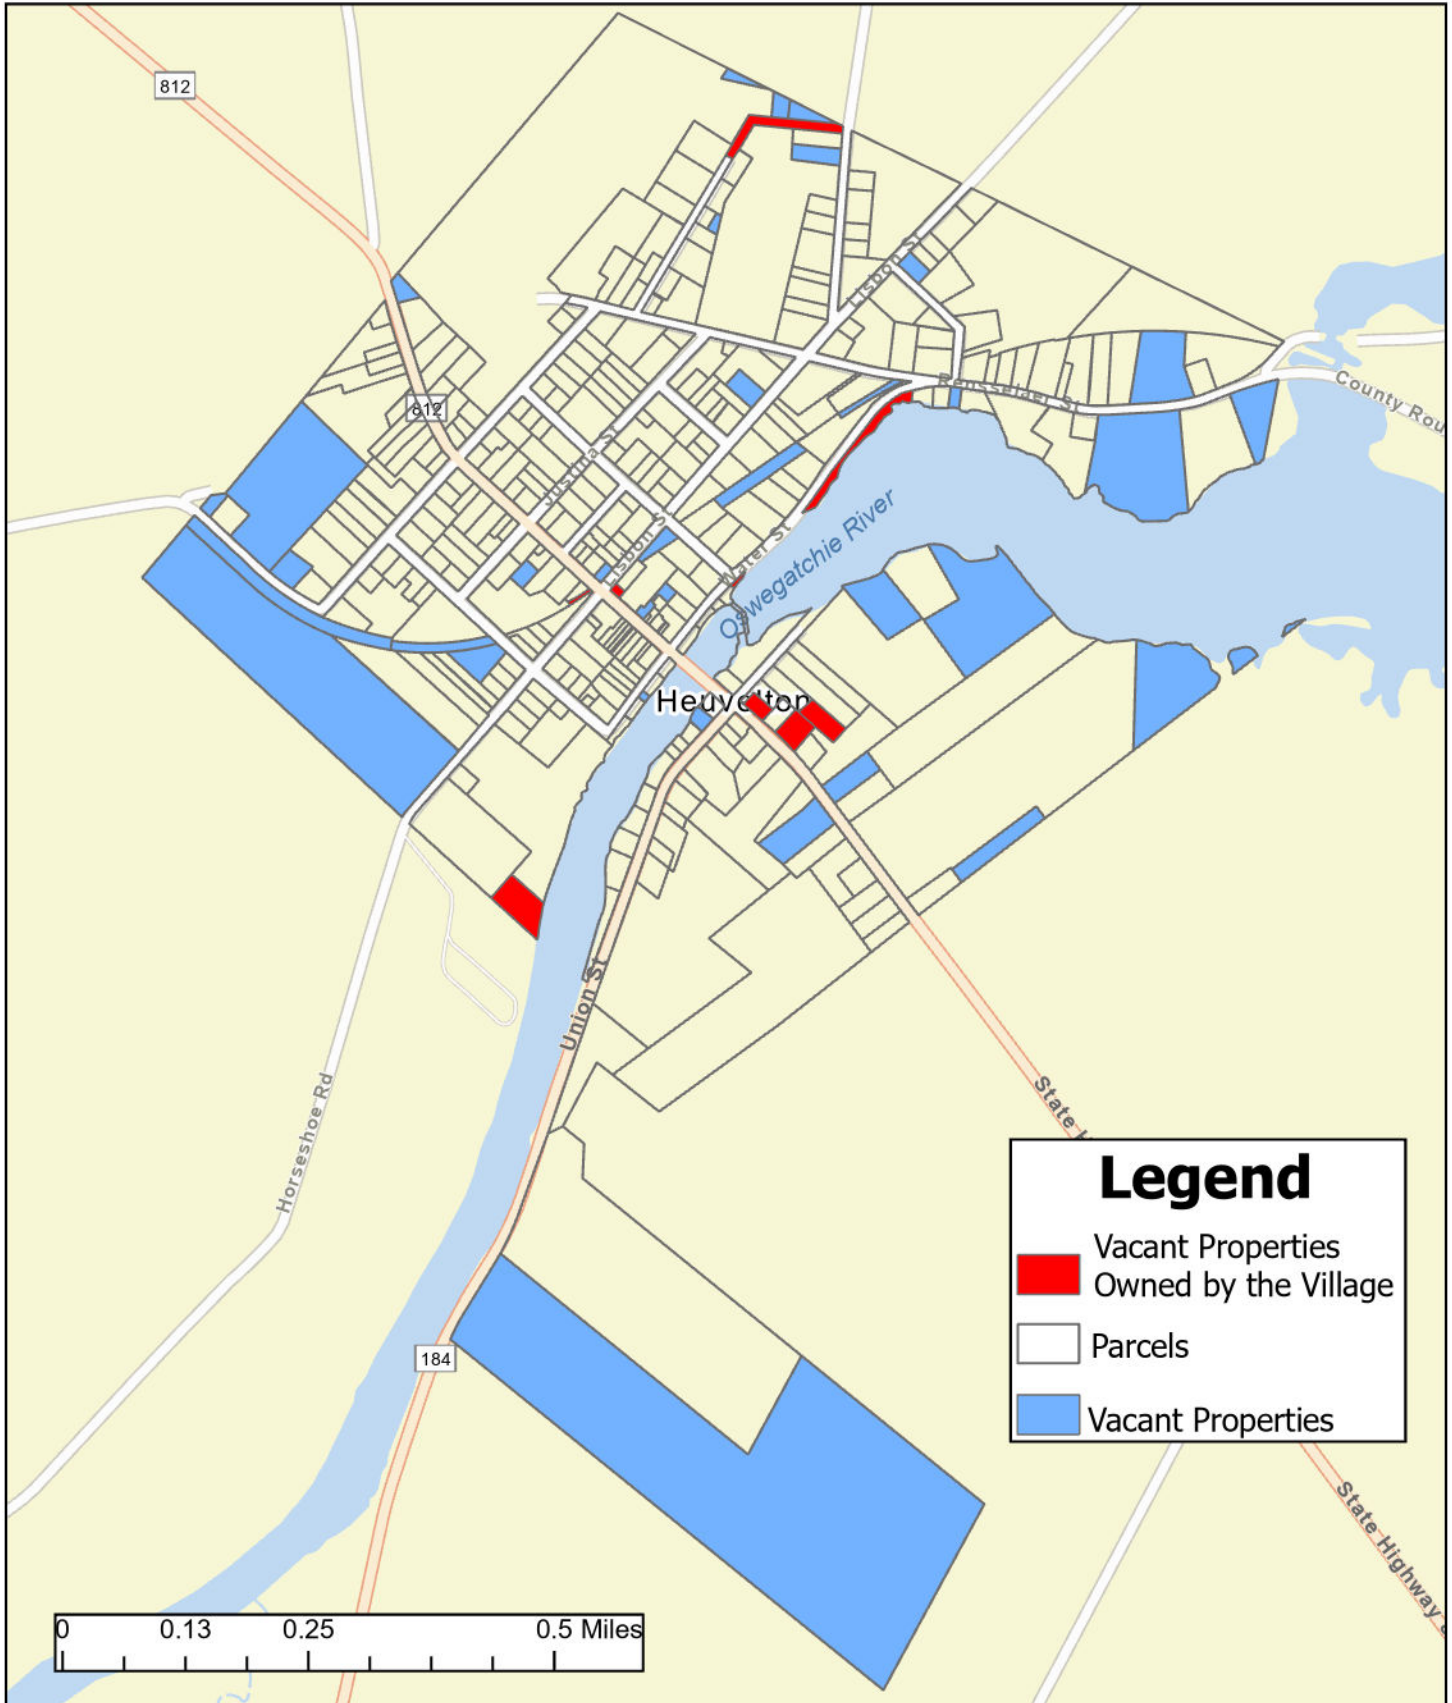 812
812
Lisbon St
Rensselaer St
County Rou
Justina St
Lisbon S
Water St
Oswegatchie River
Heuvelton
Union St
Horseshoe Rd
State H
Legend
Vacant Properties
Owned by the Village
Parcels
184
Vacant Properties
State Highway
0 0.13 0.25 0.5 Miles